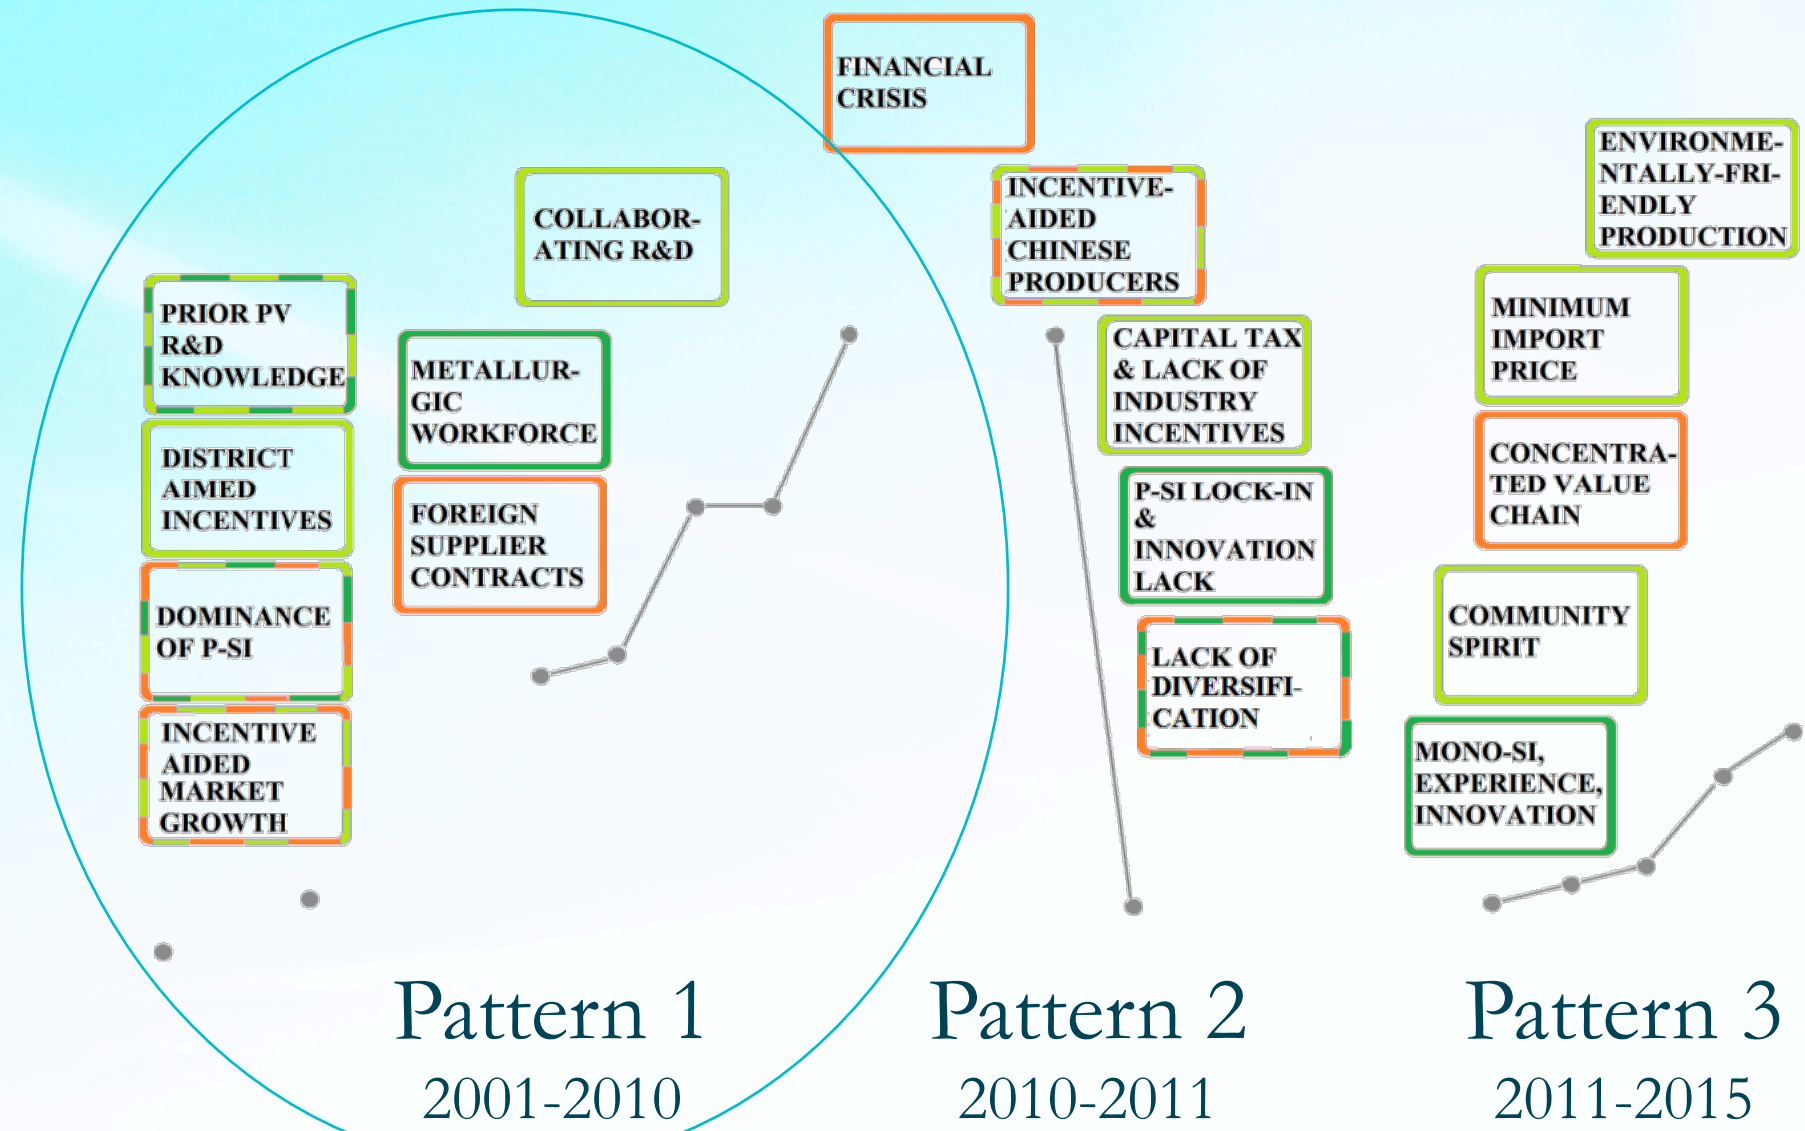 FINANCIAL
CRISIS
COLLABOR-
ATING R&D
PRIOR PV
R&D
KNOWLEDGE
METALLUR-
GIC
WORKFORCE
DISTRICT
AIMED
INCENTIVES
FOREIGN
SUPPLIER
CONTRACTS
DOMINANCE
OF P-SI
INCENTIVE
AIDED
MARKET
GROWTH
INCENTIVE-
AIDED
CHINESE
PRODUCERS
CAPITAL TAX
& LACK OF
INDUSTRY
INCENTIVES
P-SI LOCK-IN
&
INNOVATION
LACK
LACK OF
DIVERSIFI-
CATION
ENVIRONME-
NTALLY-FRI-
ENDLY
PRODUCTION
MINIMUM
IMPORT
PRICE
CONCENTRA-
TED VALUE
CHAIN
COMMUNITY
SPIRIT
MONO-SI,
EXPERIENCE,
INNOVATION
Pattern 1
2001-2010
Pattern 2
2010-2011
Pattern 3
2011-2015